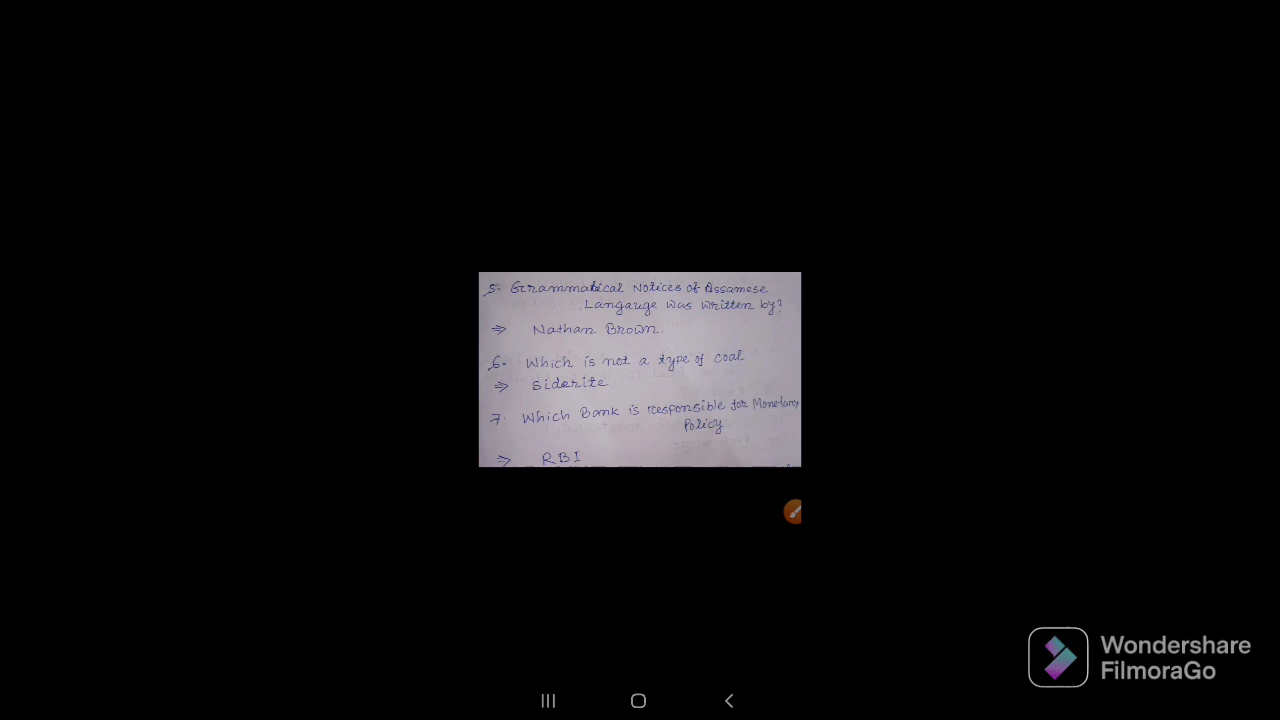 5. Grammatical Notices of Assamese
Langauge was written by?
⇒ Nathan Brown.
6. Which is not a type of coal
⇒ Siderite
7. Which Bank is responsible for Monetary
Policy.
⇒ RBI
Wondershare
FilmoraGo